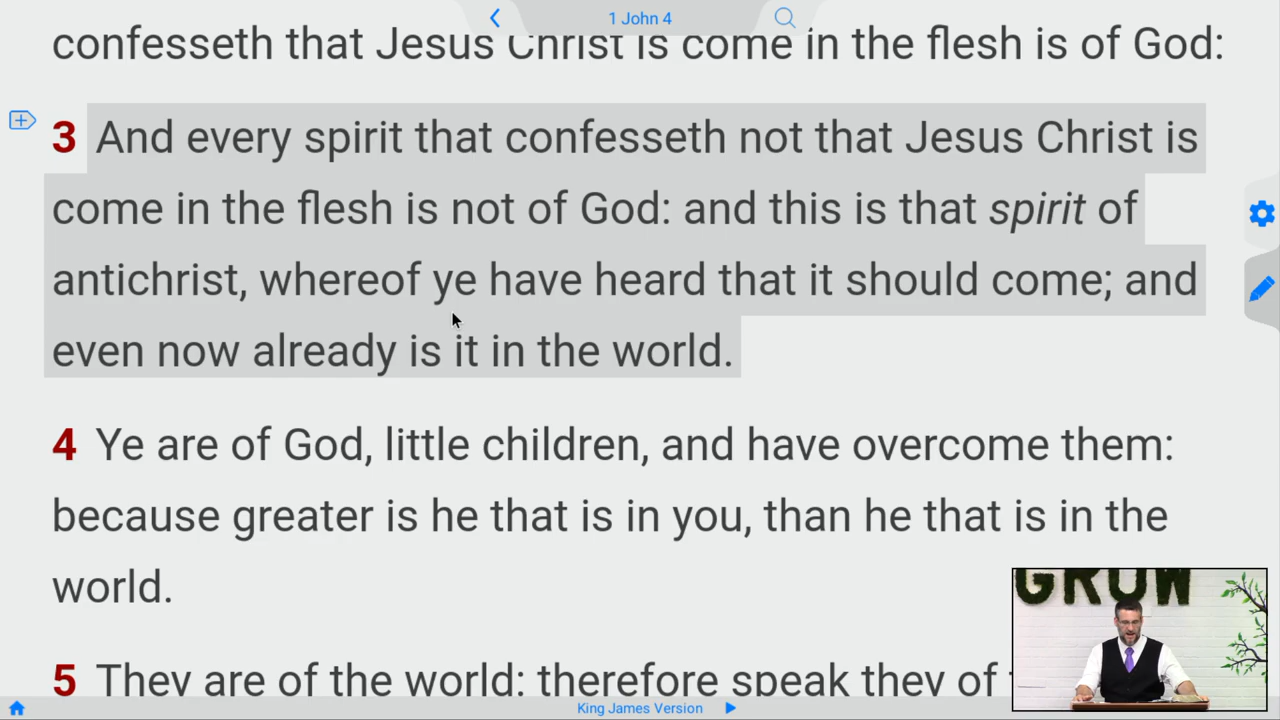 1 John 4
confesseth that Jesus Christ is come in the flesh is of God:
3 And every spirit that confesseth not that Jesus Christ is
come in the flesh is not of God: and this is that spirit of
antichrist, whereof ye have heard that it should come; and
even now already is it in the world.
4 Ye are of God, little children, and have overcome them:
because greater is he that is in you, than he that is in the
world.
GROW
5 They are of the world: therefore speak they of
King James Version